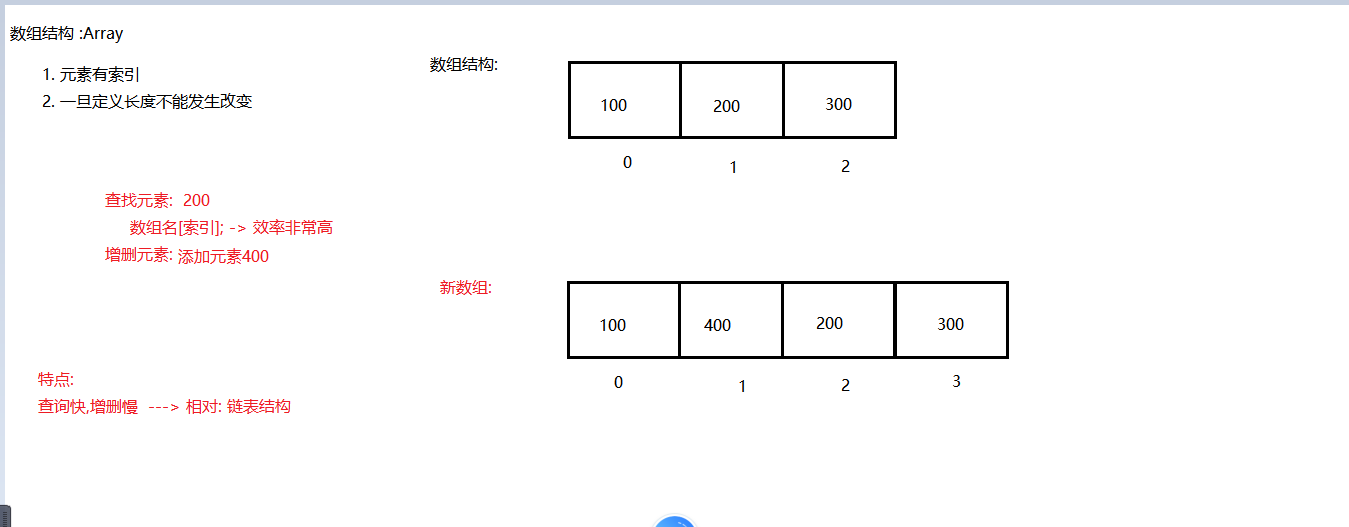 数组结构 :Array
1. 元素有索引
2. 一旦定义长度不能发生改变
数组结构:
100 200 300
0 1 2
查找元素: 200
数组名[索引]; -> 效率非常高
增删元素: 添加元素400
新数组:
100 400 200 300
0 1 2 3
特点:
查询快,增删慢 ---> 相对: 链表结构